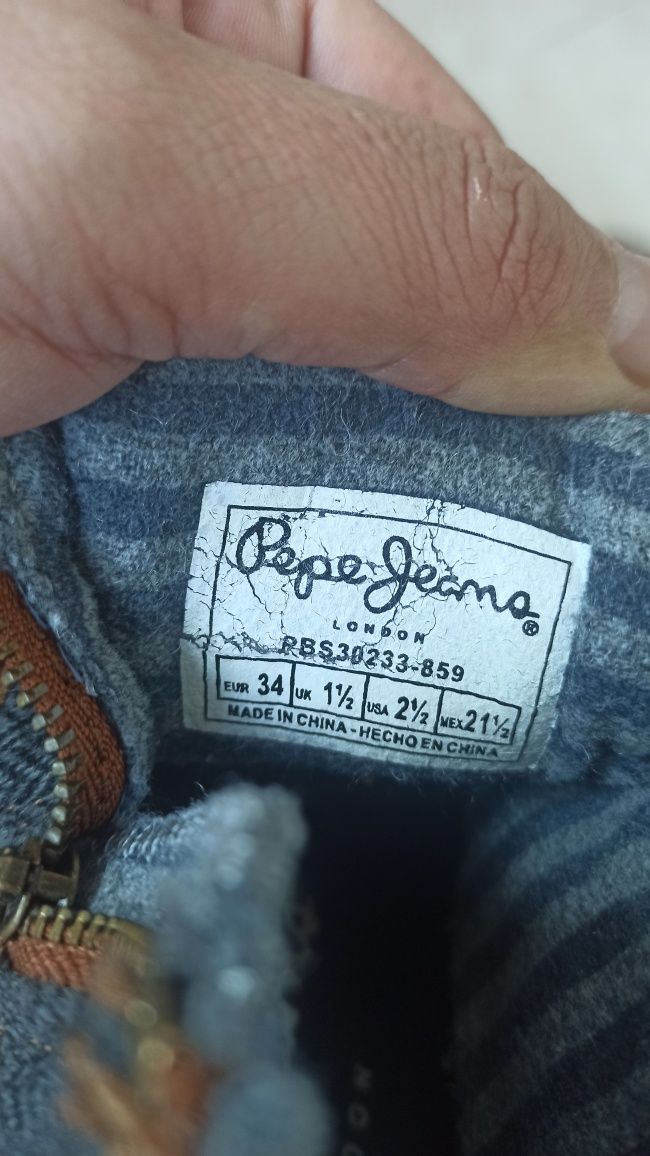 Pepe Jeans®
LONDON
PBS30233-859
EUR 34 UK 1½ USA 2½ MEX 21½
MADE IN CHINA - HECHO EN CHINA